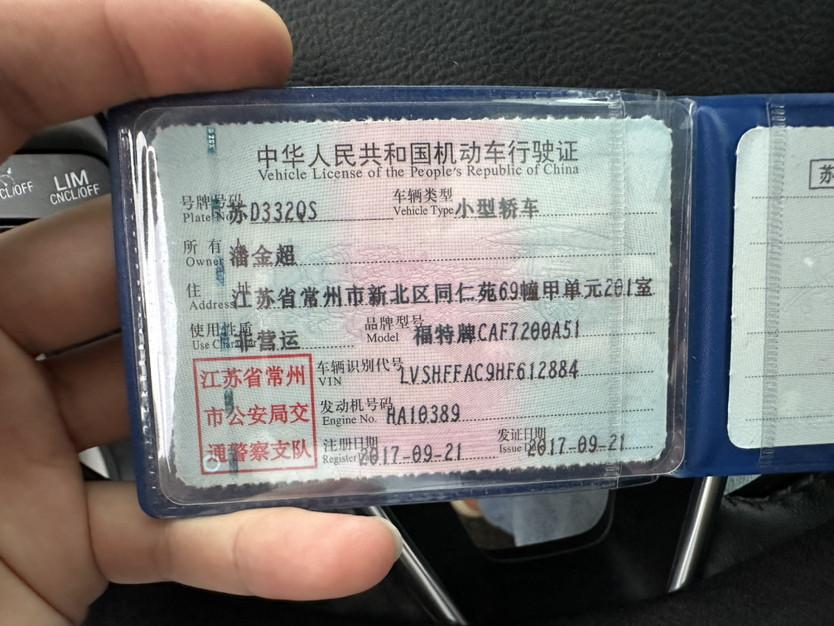 LIM
CNCL/OFF
CL/OFF
中华人民共和国机动车行驶证
Vehicle License of the People's Republic of China
号牌号码 苏D332QS 车辆类型 小型轿车
Plate No. Vehicle Type
所有人 潘金超
Owner
住址 江苏省常州市新北区同仁苑69幢甲单元201室
Address
使用性质 非营运 品牌型号 福特牌CAF7200A51
Use Cha Model
江苏省常州
市公安局交
通警察支队
车辆识别代号 LVSHFFAC9HF612884
VIN
发动机号码 HA10389
Engine No.
注册日期 2017-09-21 发证日期 2017-09-21
Register Issue
苏